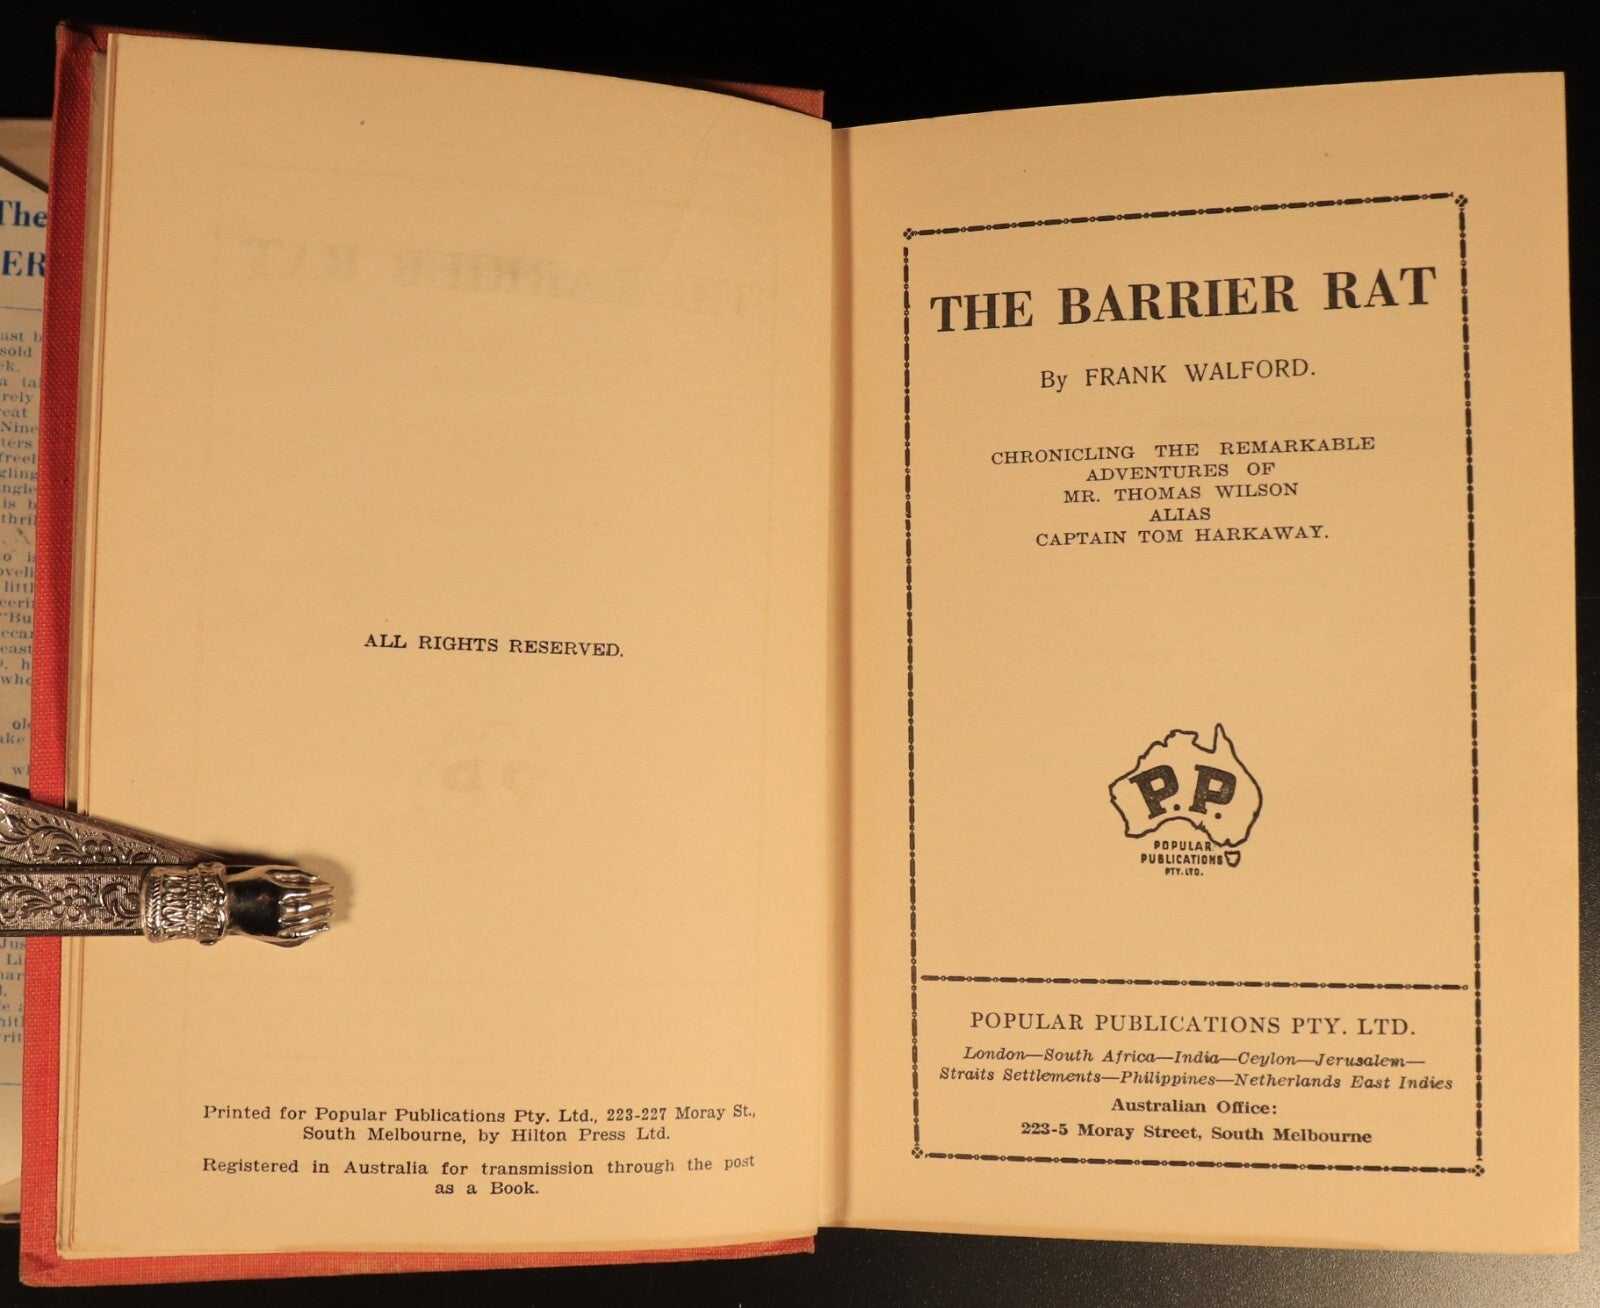 The
ER
ALL RIGHTS RESERVED.
Printed for Popular Publications Pty. Ltd., 223-227 Moray St.,
South Melbourne, by Hilton Press Ltd.
Registered in Australia for transmission through the post
as a Book.
THE BARRIER RAT
By FRANK WALFORD.
CHRONICLING THE REMARKABLE
ADVENTURES OF
MR. THOMAS WILSON
ALIAS
CAPTAIN TOM HARKAWAY.
P.P.
POPULAR
PUBLICATIONS
PTY. LTD.
POPULAR PUBLICATIONS PTY. LTD.
London—South Africa—India—Ceylon—Jerusalem—
Straits Settlements—Philippines—Netherlands East Indies
Australian Office:
223-5 Moray Street, South Melbourne